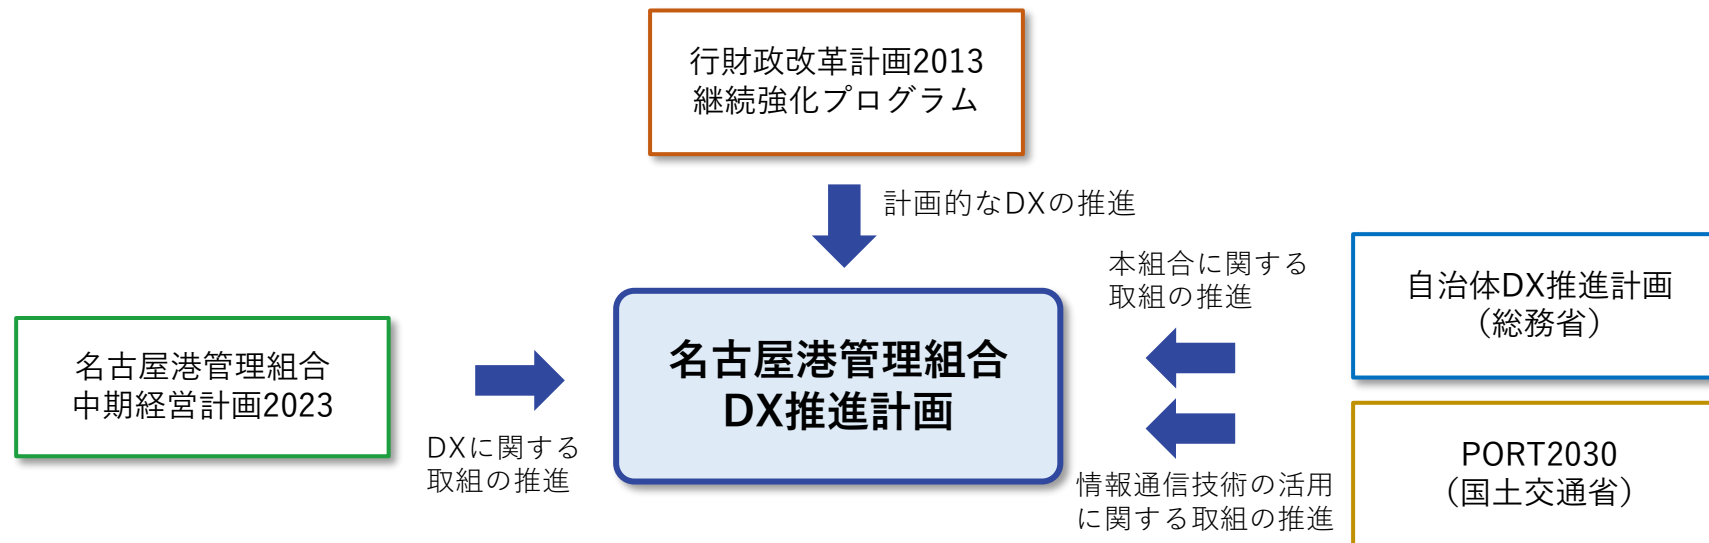 行財政改革計画2013
継続強化プログラム
計画的なDXの推進
本組合に関する
取組の推進
自治体DX推進計画
（総務省）
名古屋港管理組合
中期経営計画2023
名古屋港管理組合
DX推進計画
DXに関する
取組の推進
PORT2030
（国土交通省）
情報通信技術の活用
に関する取組の推進